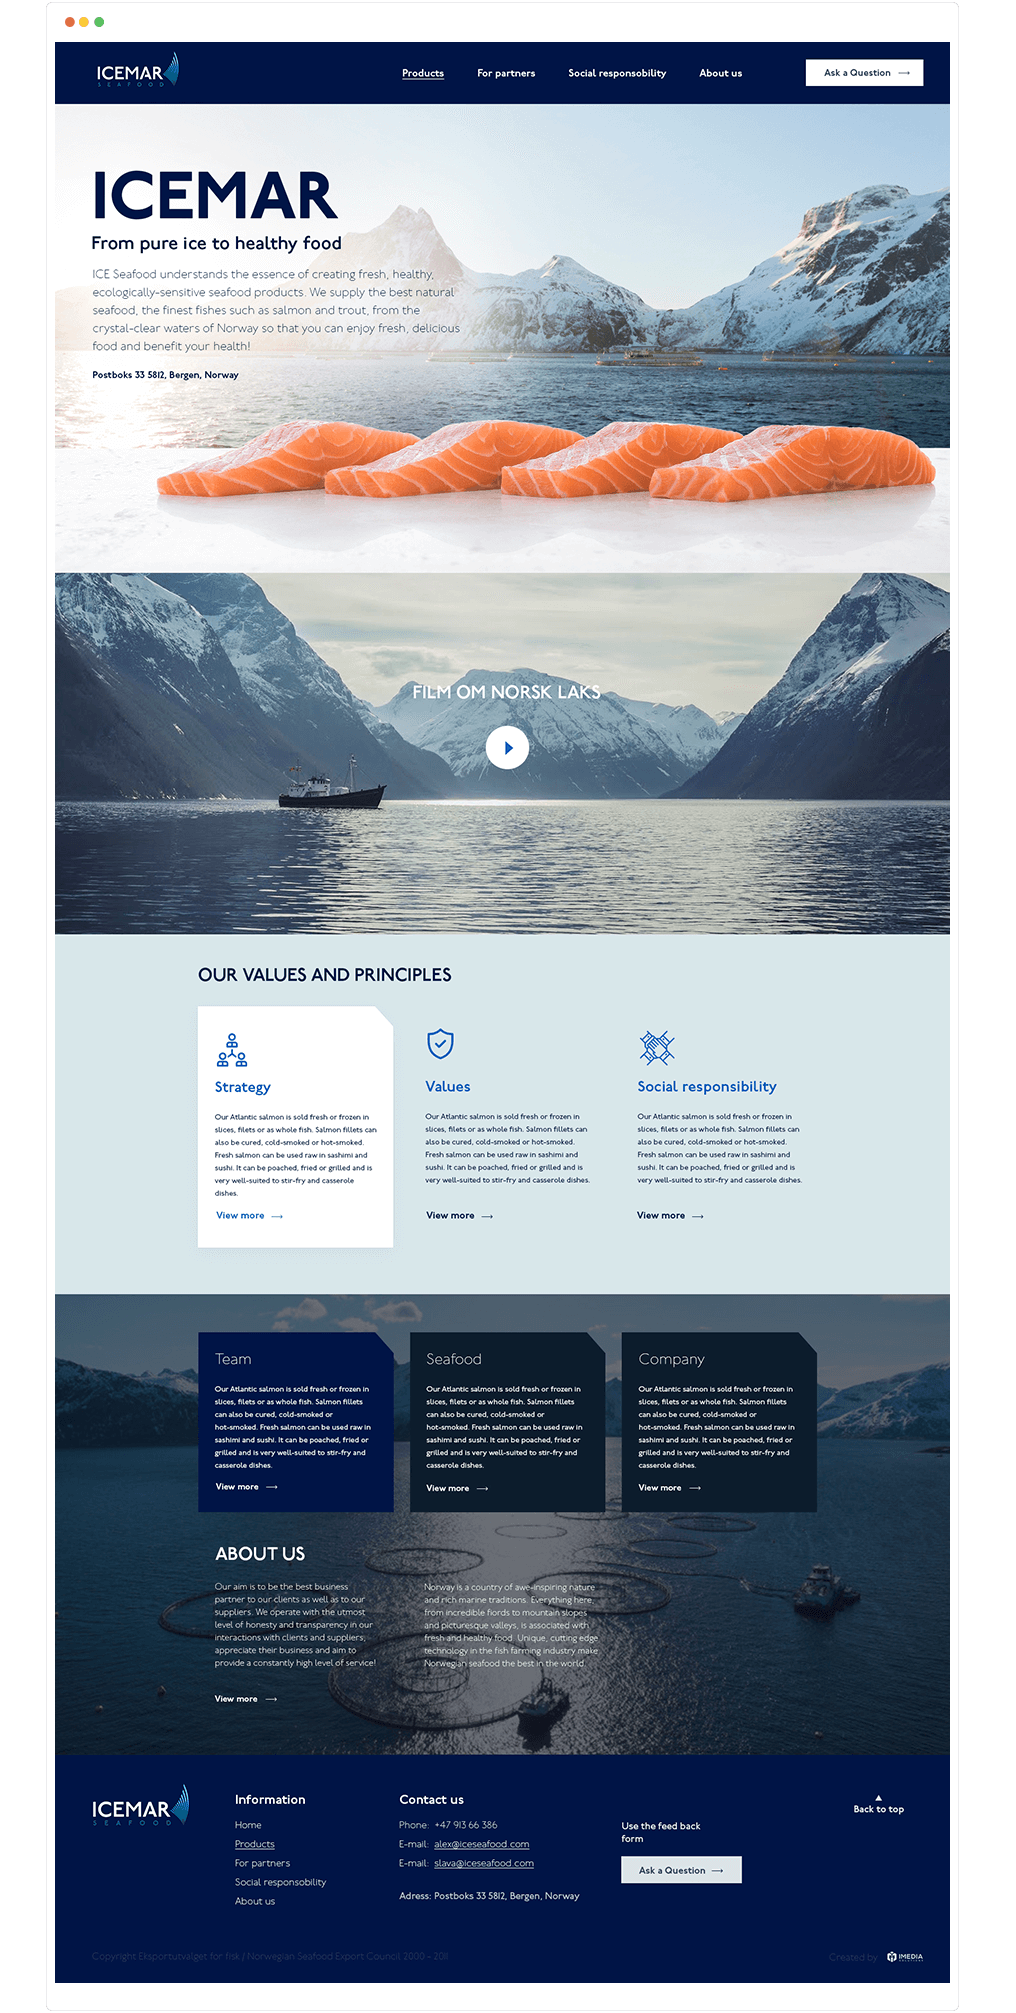 ICEMAR
SEAFOOD
Products
For partners
Social responsobility
About us
Ask a Question
ICEMAR
From pure ice to healthy food
ICE Seafood understands the essence of creating fresh, healthy,
ecologically-sensitive seafood products. We supply the best natural
seafood, the finest fishes such as salmon and trout, from the
crystal-clear waters of Norway so that you can enjoy fresh, delicious
food and benefit your health!
Postboks 33 5812, Bergen, Norway
FILM OM NORSK LAKS
OUR VALUES AND PRINCIPLES
Strategy
Our Atlantic salmon is sold fresh or frozen in
slices, filets or as whole fish. Salmon fillets can
also be cured, cold-smoked or hot-smoked.
Fresh salmon can be used raw in sashimi and
sushi. It can be poached, fried or grilled and is
very well-suited to stir-fry and casserole
dishes.
View more
Values
Our Atlantic salmon is sold fresh or frozen in
slices, filets or as whole fish. Salmon fillets can
also be cured, cold-smoked or hot-smoked.
Fresh salmon can be used raw in sashimi and
sushi. It can be poached, fried or grilled and is
very well-suited to stir-fry and casserole dishes.
View more
Social responsibility
Our Atlantic salmon is sold fresh or frozen in
slices, filets or as whole fish. Salmon fillets can
also be cured, cold-smoked or hot-smoked.
Fresh salmon can be used raw in sashimi and
sushi. It can be poached, fried or grilled and is
very well-suited to stir-fry and casserole dishes.
View more
Team
Our Atlantic salmon is sold fresh or frozen in
slices, filets or as whole fish. Salmon fillets
can also be cured, cold-smoked or
hot-smoked. Fresh salmon can be used raw in
sashimi and sushi. It can be poached, fried or
grilled and is very well-suited to stir-fry and
casserole dishes.
View more
Seafood
Our Atlantic salmon is sold fresh or frozen in
slices, filets or as whole fish. Salmon fillets
can also be cured, cold-smoked or
hot-smoked. Fresh salmon can be used raw in
sashimi and sushi. It can be poached, fried or
grilled and is very well-suited to stir-fry and
casserole dishes.
View more
Company
Our Atlantic salmon is sold fresh or frozen in
slices, filets or as whole fish. Salmon fillets
can also be cured, cold-smoked or
hot-smoked. Fresh salmon can be used raw in
sashimi and sushi. It can be poached, fried or
grilled and is very well-suited to stir-fry and
casserole dishes.
View more
ABOUT US
Our aim is to be the best business
partner to our clients as well as to our
suppliers. We operate with the utmost
level of honesty and transparency in our
interactions with clients and suppliers,
appreciate their business and aim to
provide a constantly high level of service!
Norway is a country of awe-inspiring nature
and rich marine traditions. Everything here,
from incredible fiords to mountain slopes
and picturesque valleys, is associated with
fresh and healthy food. Unique, cutting edge
technology in the fish farming industry make
Norwegian seafood the best in the world.
View more
ICEMAR
SEAFOOD
Information
Home
Products
For partners
Social responsobility
About us
Contact us
Phone: +47 913 66 386
E-mail: alex@iceseafood.com
E-mail: slava@iceseafood.com
Adress: Postboks 33 5812, Bergen, Norway
Use the feed back
form
Ask a Question
Back to top
Copyright Eksportutvalget for fisk / Norwegian Seafood Export Council 2000 - 2011
Created by
IMEDIA
SOLUTIONS